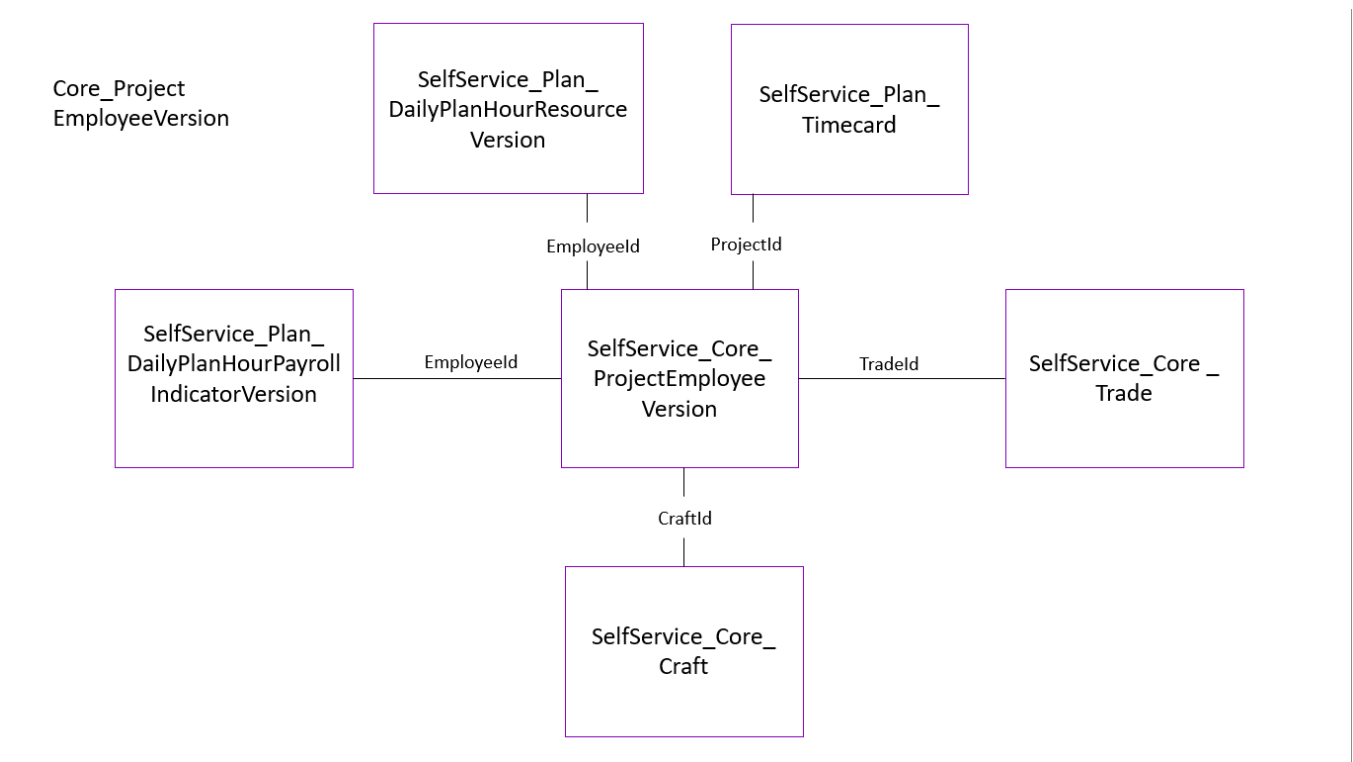 Core_Project
EmployeeVersion
SelfService_Plan_
DailyPlanHourResource
Version
SelfService_Plan_
Timecard
EmployeeId
ProjectId
SelfService_Plan_
DailyPlanHourPayroll
IndicatorVersion
EmployeeId
SelfService_Core_
ProjectEmployee
Version
TradeId
SelfService_Core _
Trade
CraftId
SelfService_Core_
Craft